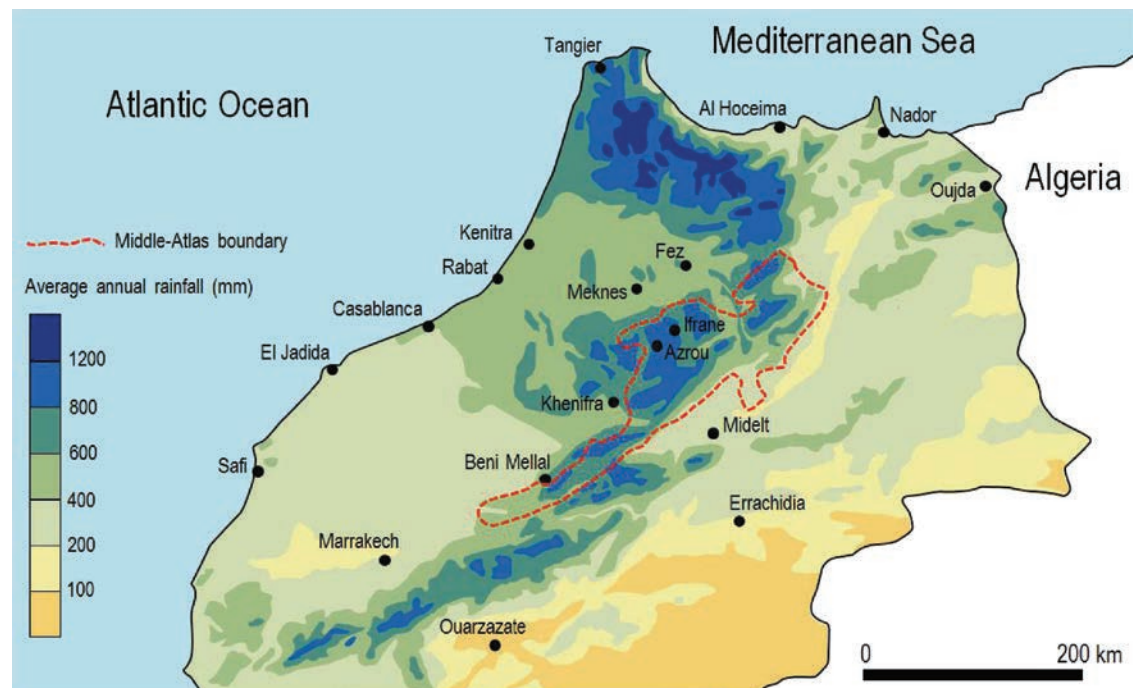 Tangier
Mediterranean Sea
Atlantic Ocean
Al Hoceima
Nador
Algeria
Oujda
Middle-Atlas boundary
Kenitra
Fez
Rabat
Average annual rainfall (mm)
Meknes
Casablanca
Ifrane
Azrou
El Jadida
1200
800
Khenifra
600
Midelt
Beni Mellal
Safi
400
Errachidia
200
Marrakech
100
Ouarzazate
0 200 km